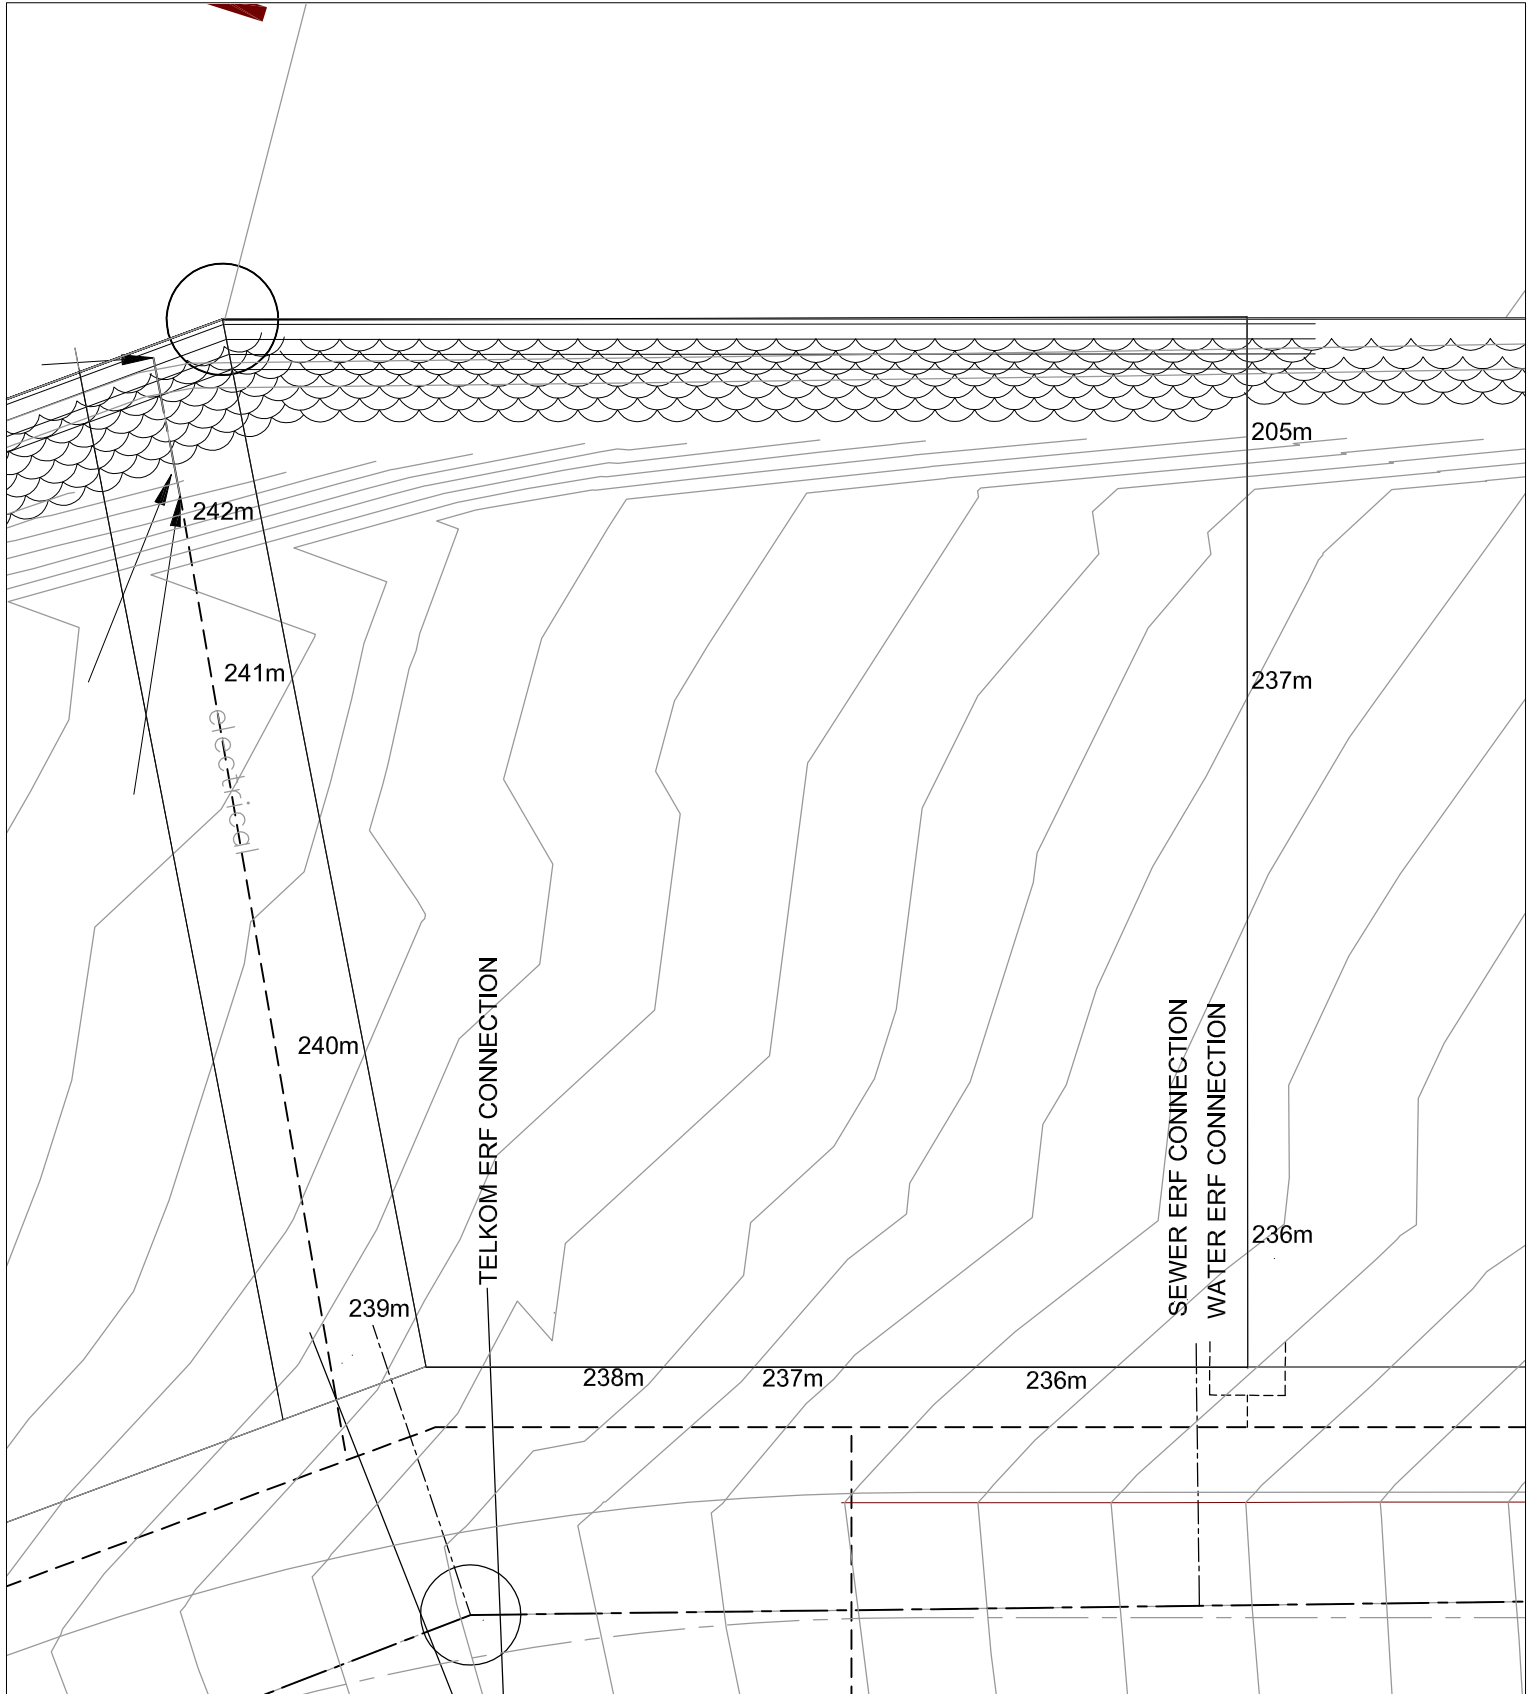 205m
242m
241m
237m
electrical
240m
TELKOM ERF CONNECTION
SEWER ERF CONNECTION
WATER ERF CONNECTION
236m
239m
238m
237m
236m